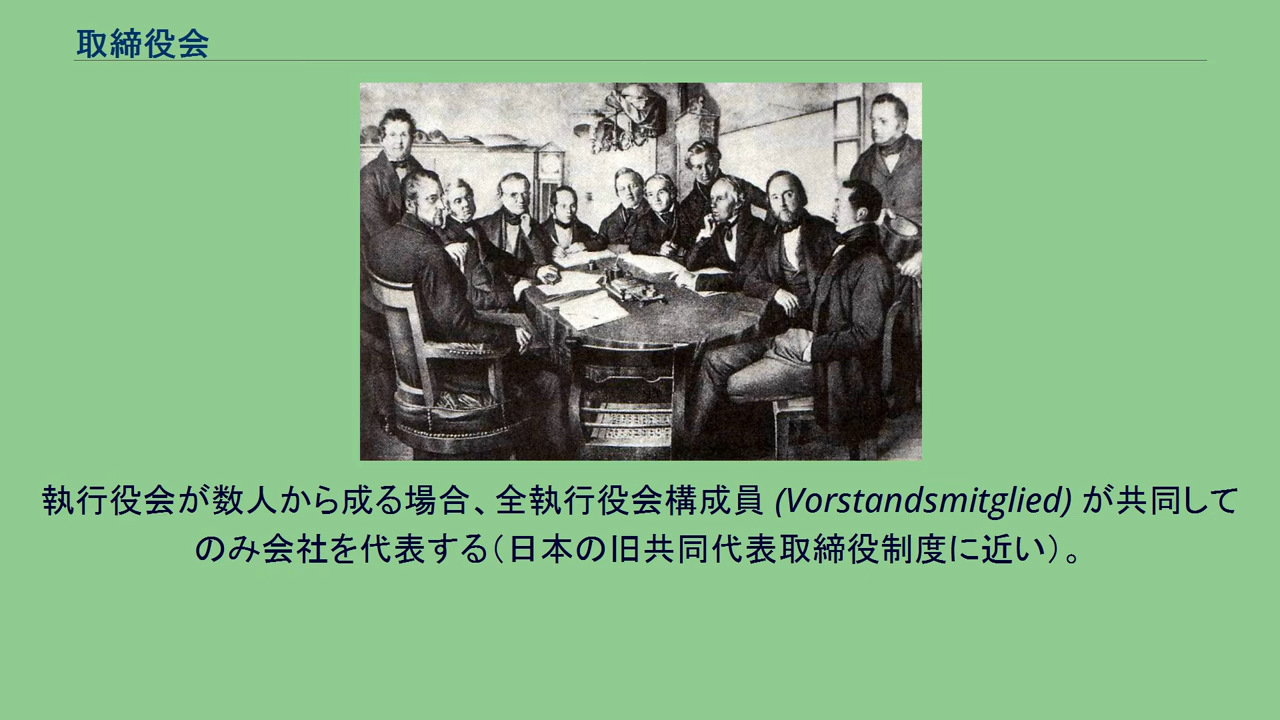 取締役会
執行役会が数人から成る場合、全執行役会構成員 (Vorstandsmitglied) が共同して
のみ会社を代表する（日本の旧共同代表取締役制度に近い）。